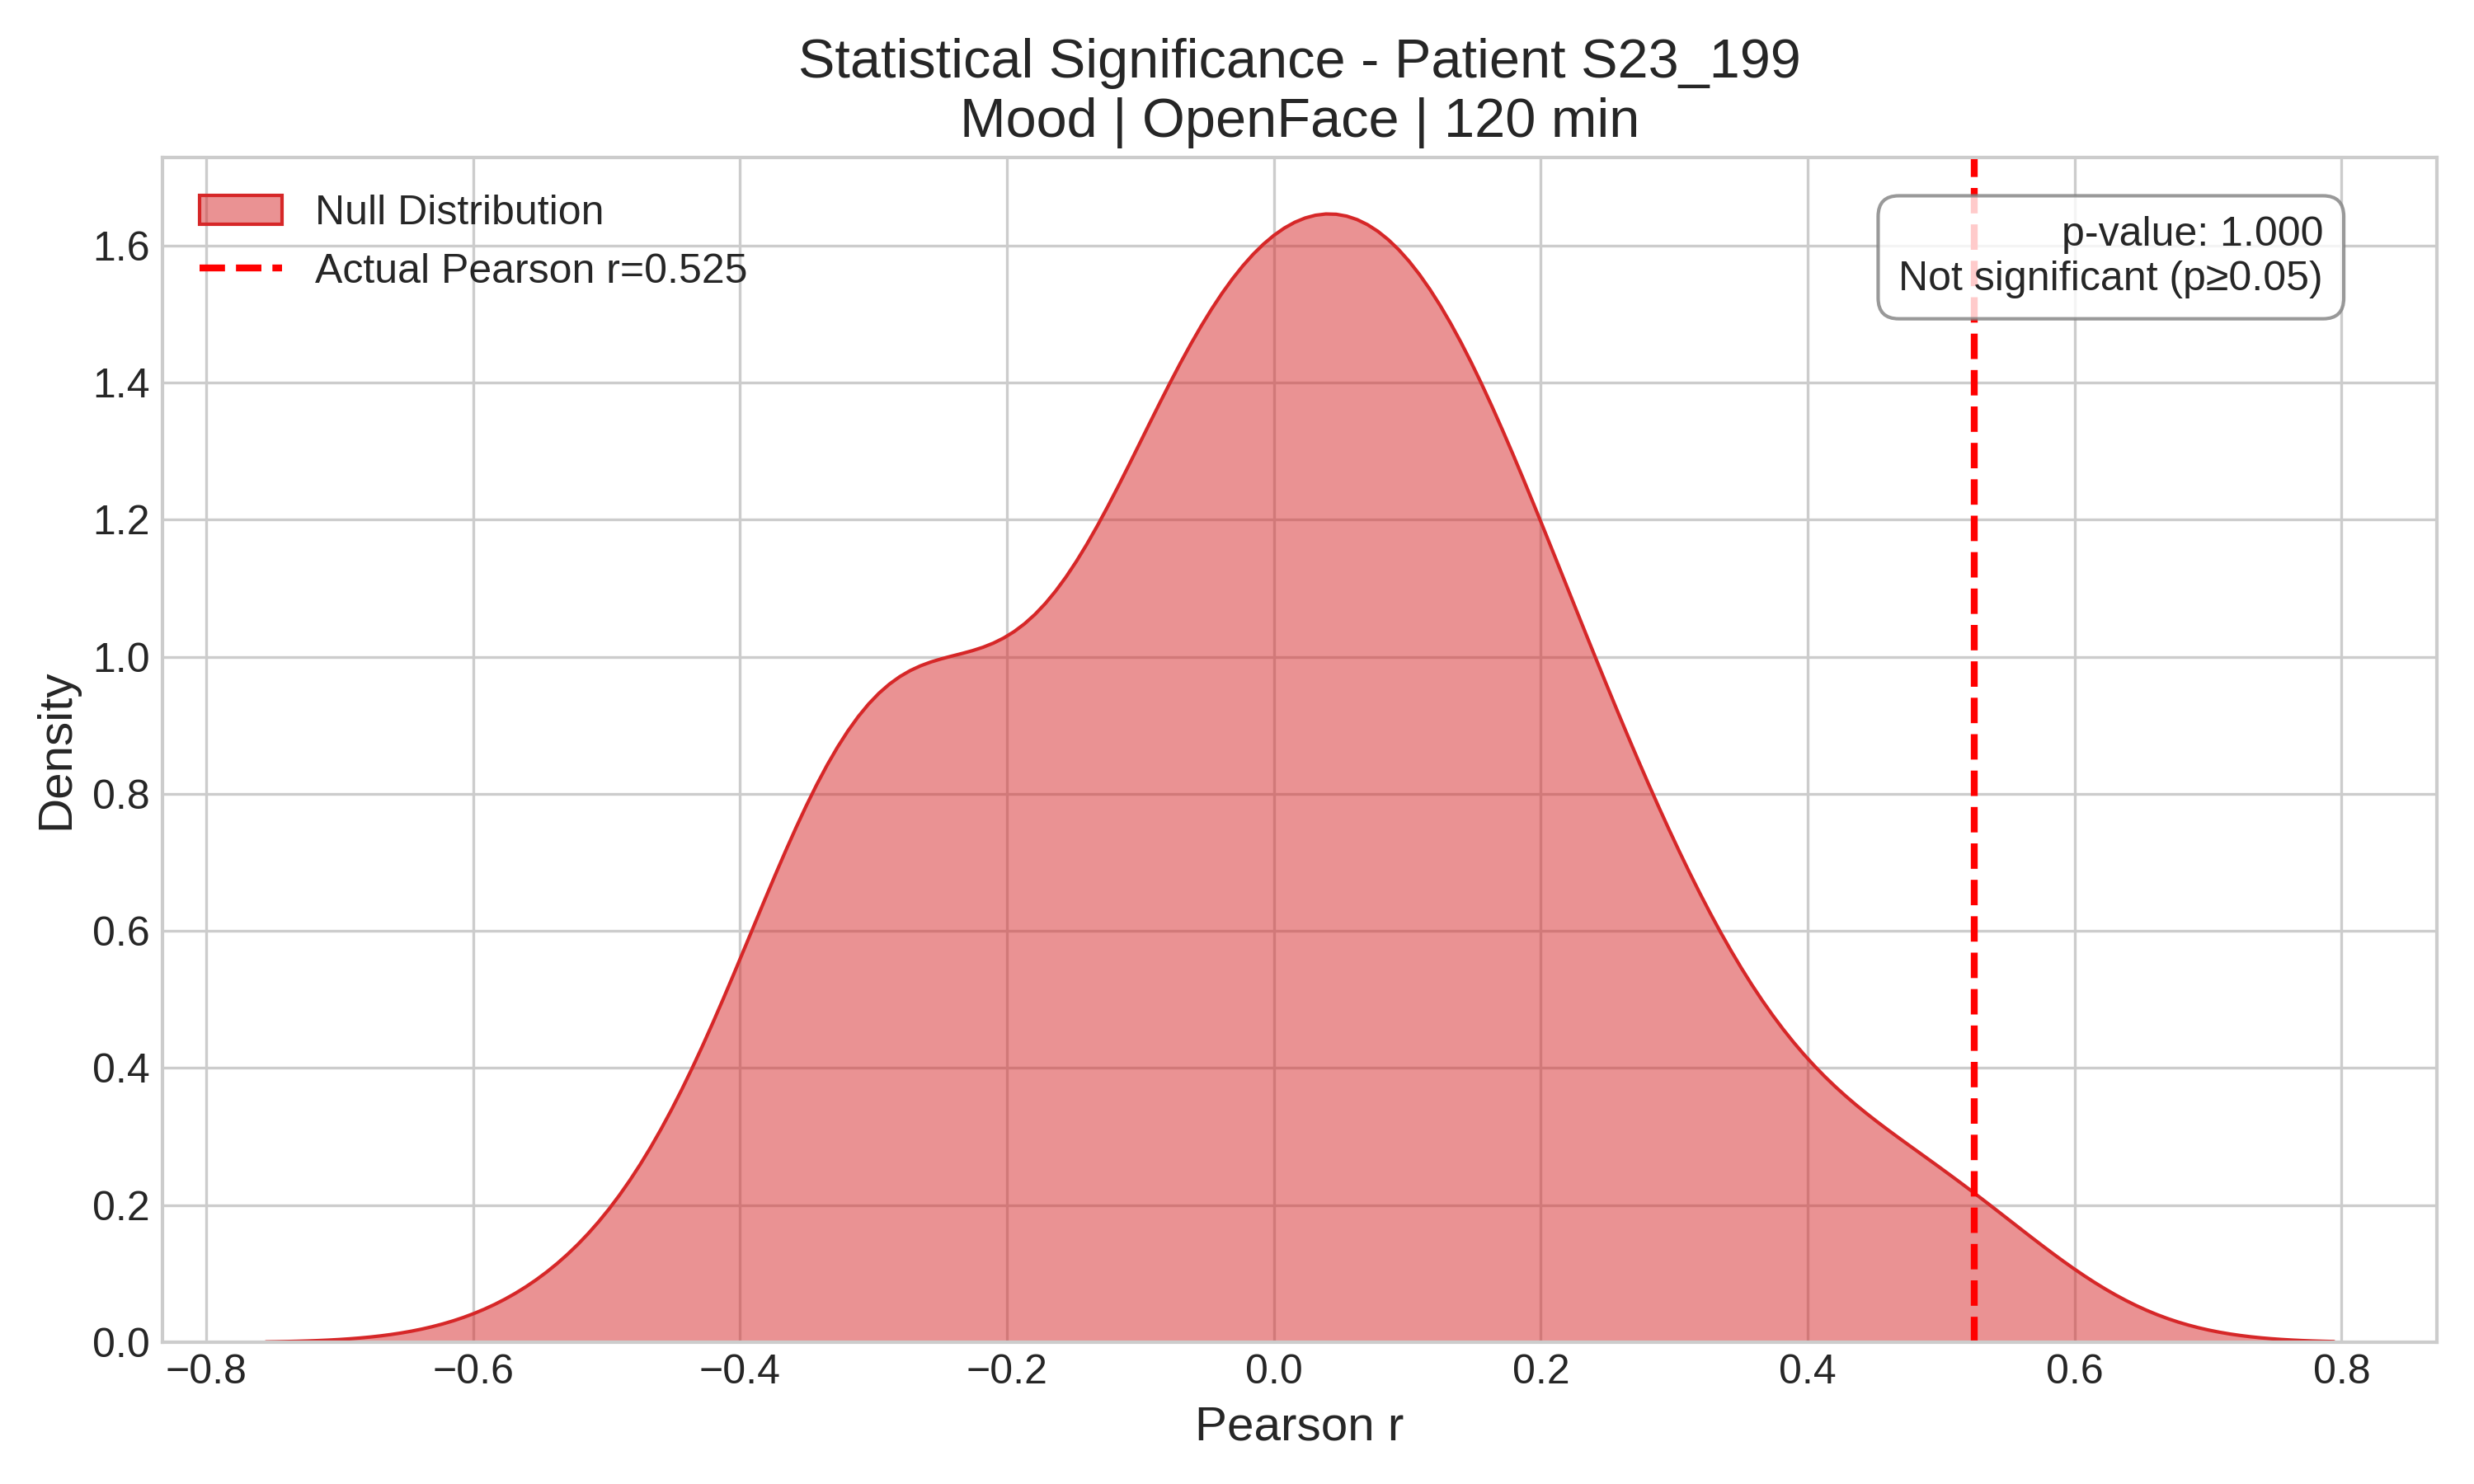 Statistical Significance - Patient S23_199
Mood | OpenFace | 120 min
Null Distribution
Actual Pearson r=0.525
p-value: 1.000
Not significant (p≥0.05)
Density
1.6
1.4
1.2
1.0
0.8
0.6
0.4
0.2
0.0
−0.8 −0.6 −0.4 −0.2 0.0 0.2 0.4 0.6 0.8
Pearson r